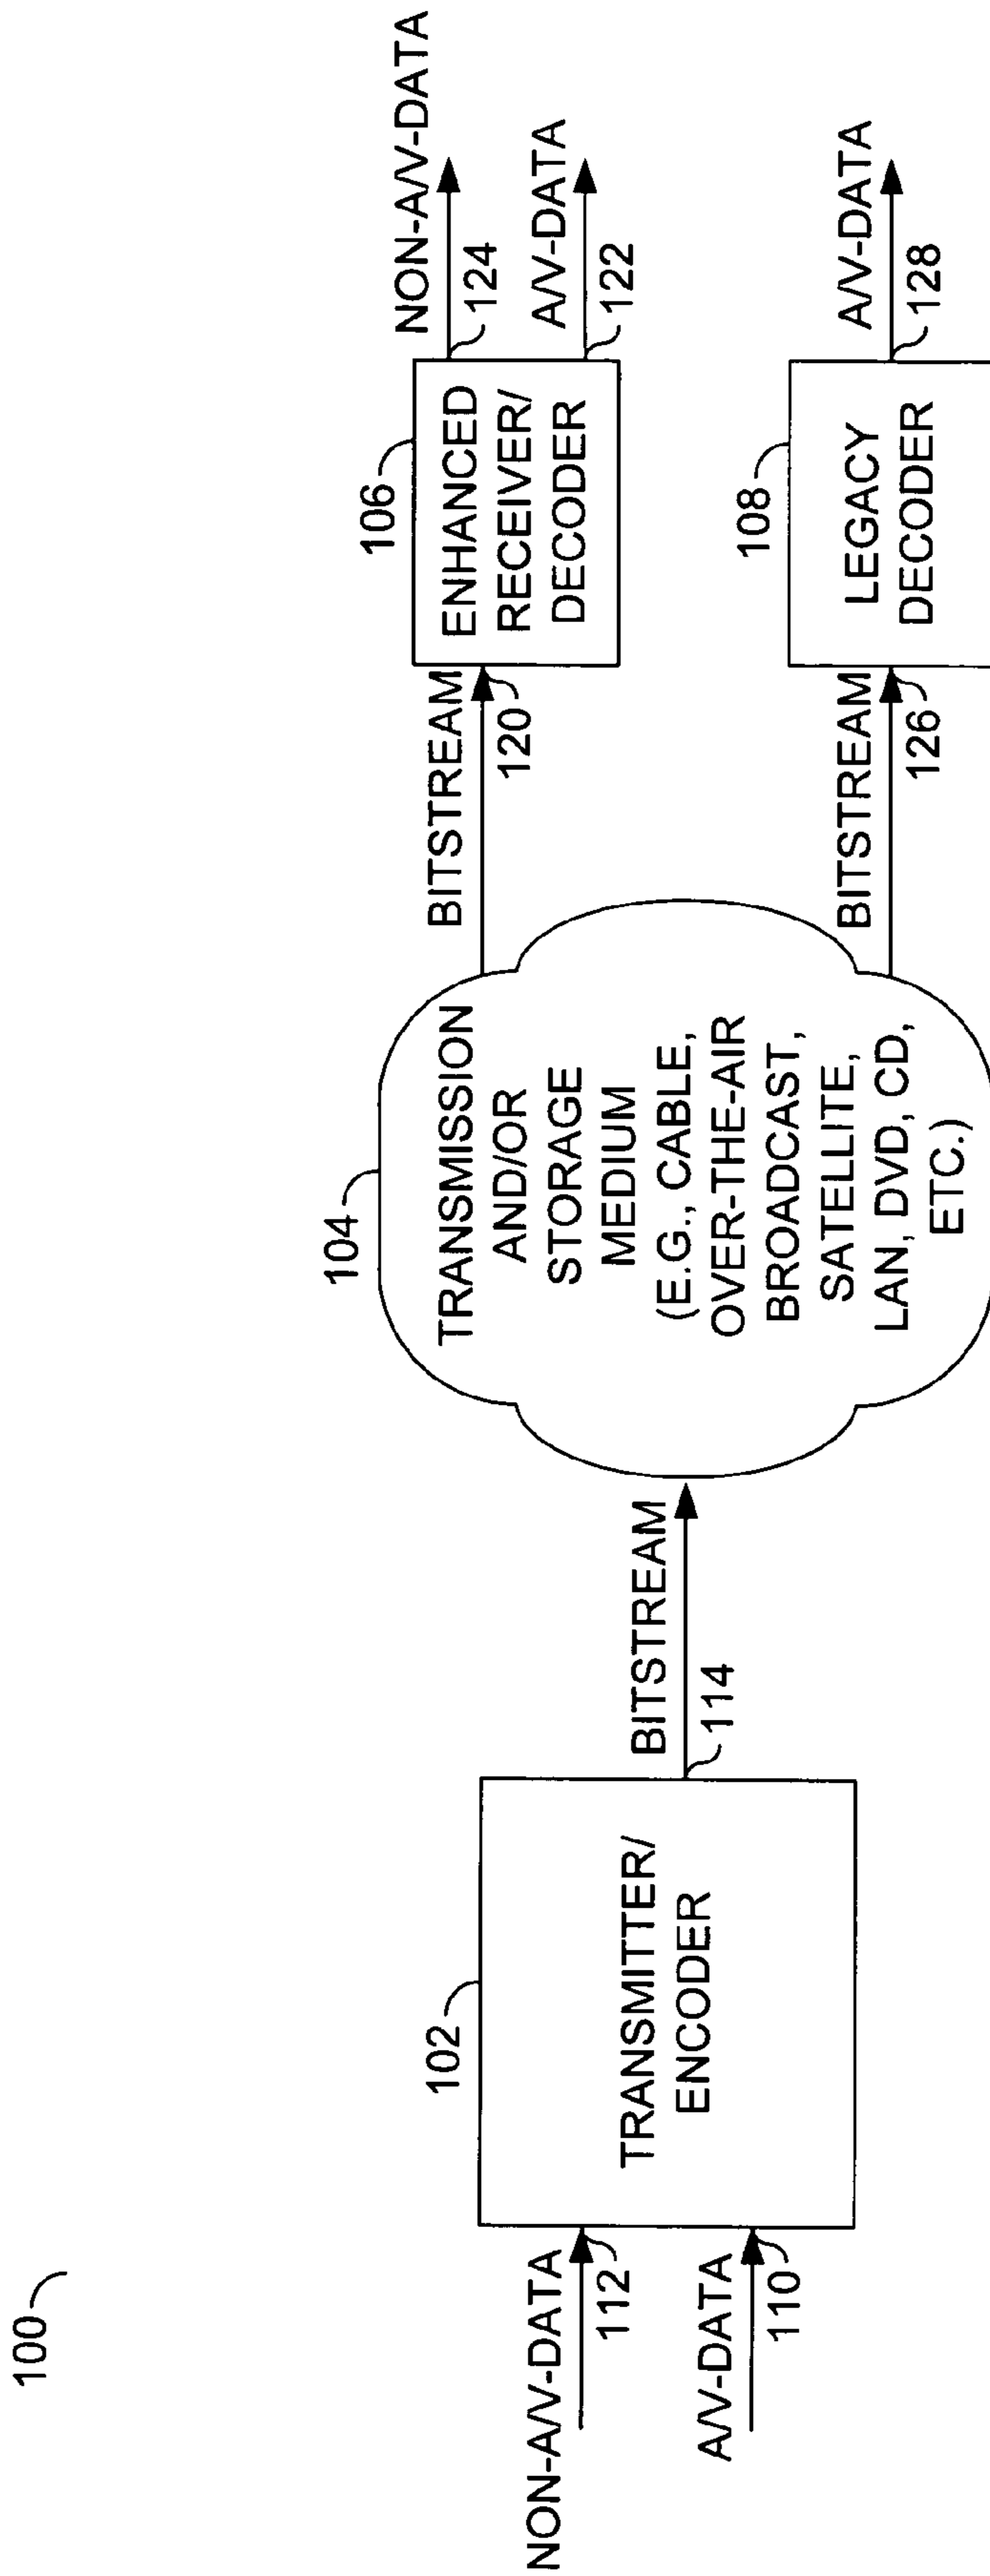 100
NON-A/V-DATA
112
A/V-DATA
110
102
TRANSMITTER/
ENCODER
BITSTREAM
114
104
TRANSMISSION
AND/OR
STORAGE
MEDIUM
(E.G., CABLE,
OVER-THE-AIR
BROADCAST,
SATELLITE,
LAN, DVD, CD,
ETC.)
BITSTREAM
120
106
ENHANCED
RECEIVER/
DECODER
NON-A/V-DATA
124
A/V-DATA
122
BITSTREAM
126
108
LEGACY
DECODER
A/V-DATA
128